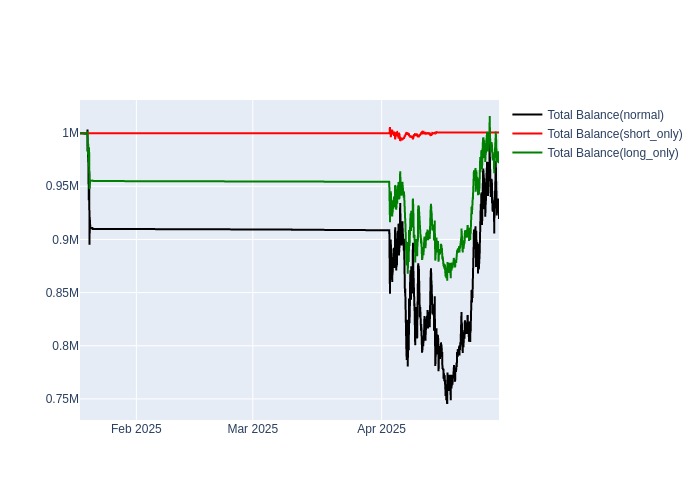 Total Balance(normal)
Total Balance(short_only)
Total Balance(long_only)
1M
0.95M
0.9M
0.85M
0.8M
0.75M
Feb 2025
Mar 2025
Apr 2025